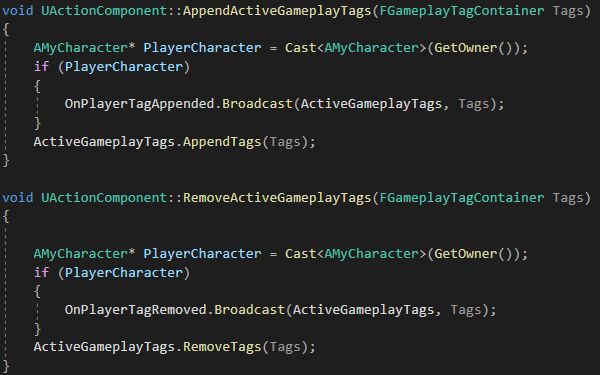 void UActionComponent::AppendActiveGameplayTags(FGameplayTagContainer Tags)
{
    AMyCharacter* PlayerCharacter = Cast<AMyCharacter>(GetOwner());
    if (PlayerCharacter)
    {
        OnPlayerTagAppended.Broadcast(ActiveGameplayTags, Tags);
    }
    ActiveGameplayTags.AppendTags(Tags);
}
void UActionComponent::RemoveActiveGameplayTags(FGameplayTagContainer Tags)
{
    AMyCharacter* PlayerCharacter = Cast<AMyCharacter>(GetOwner());
    if (PlayerCharacter)
    {
        OnPlayerTagRemoved.Broadcast(ActiveGameplayTags, Tags);
    }
    ActiveGameplayTags.RemoveTags(Tags);
}